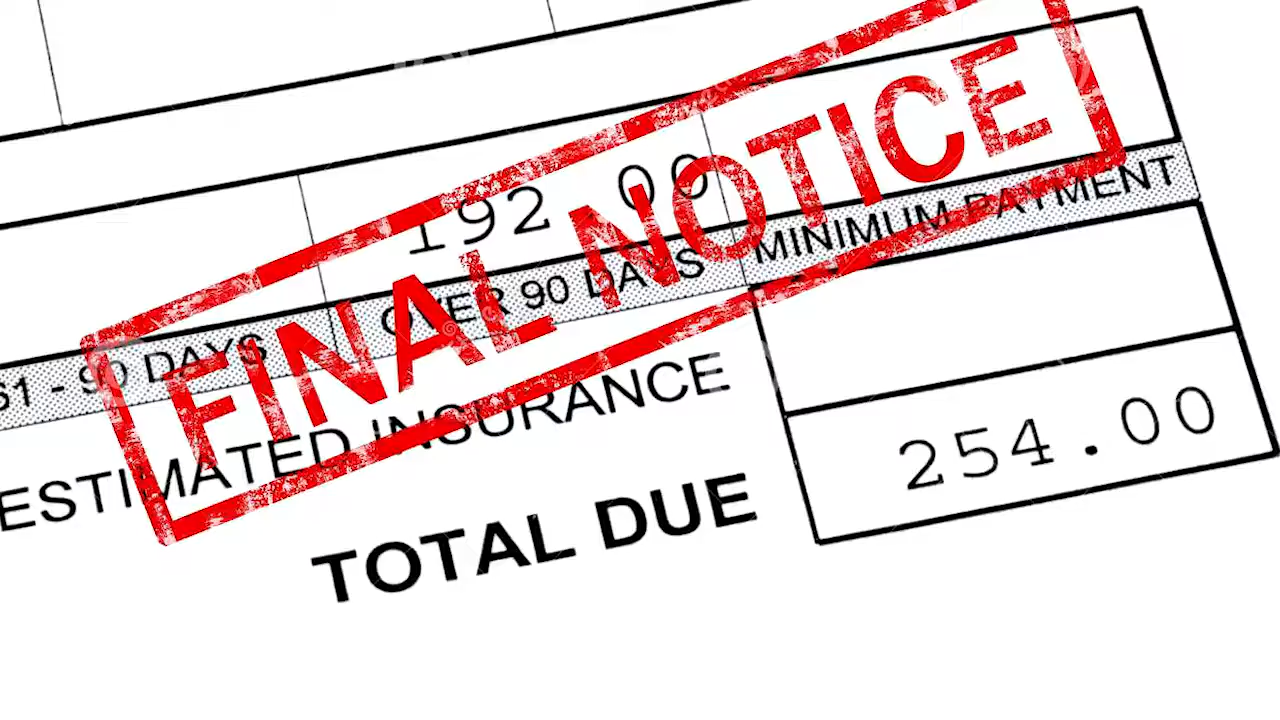 192.00
61 - 90 DAYS OVER 90 DAYS MINIMUM PAYMENT
FINAL NOTICE
ESTIMATED INSURANCE
TOTAL DUE 254.00